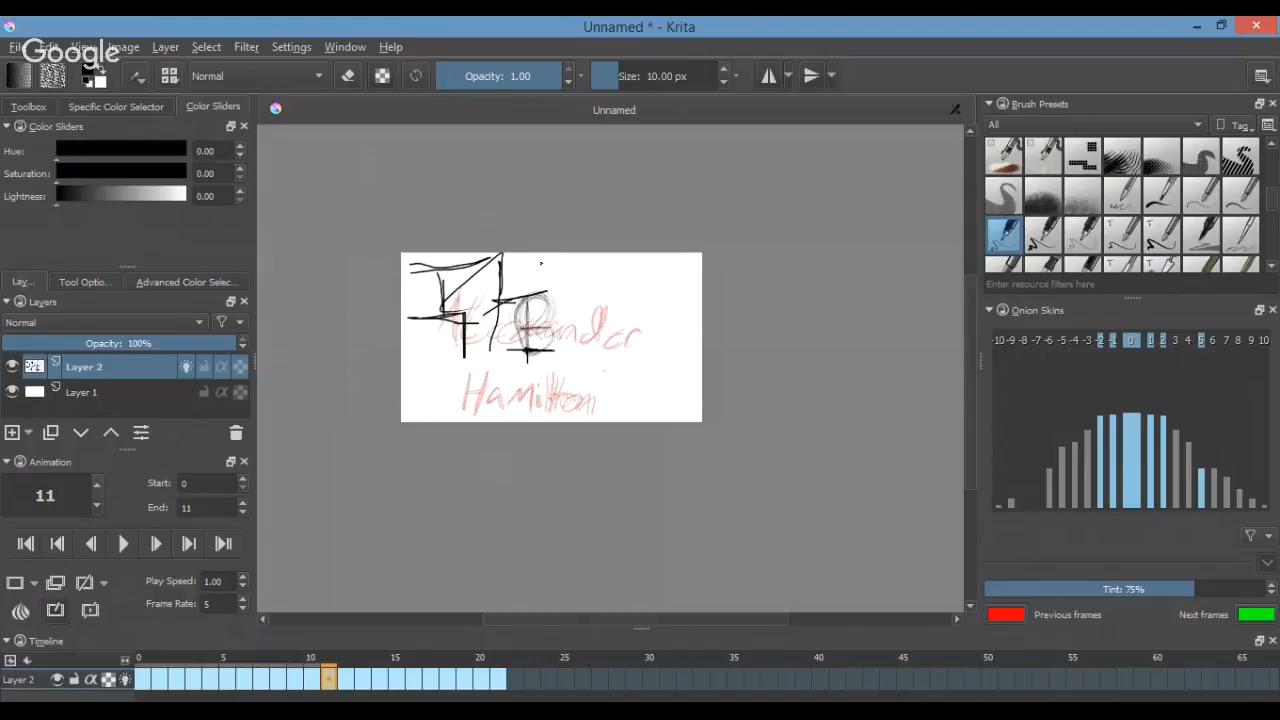 Unnamed * - Krita
File Edit View Image Layer Select Filter Settings Window Help
Google
Normal Opacity: 1.00 Size: 10.00 px
Toolbox Specific Color Selector Color Sliders
Unnamed
Color Sliders
Hue: 0.00
Saturation: 0.00
Lightness: 0.00
Lay... Tool Optio... Advanced Color Selec...
Layers
Normal
Opacity: 100%
Layer 2
Layer 1
Animation
11
Start: 0
End: 11
Play Speed: 1.00
Frame Rate: 5
Alexander
Hamilton
Brush Presets
All Tag
Enter resource filters here
Onion Skins
-10 -9 -8 -7 -6 -5 -4 -3 -2 -1 0 1 2 3 4 5 6 7 8 9 10
Tint: 75%
Previous frames Next frames
Timeline
0 5 10 15 20 25 30 35 40 45 50 55 60 65
Layer 2